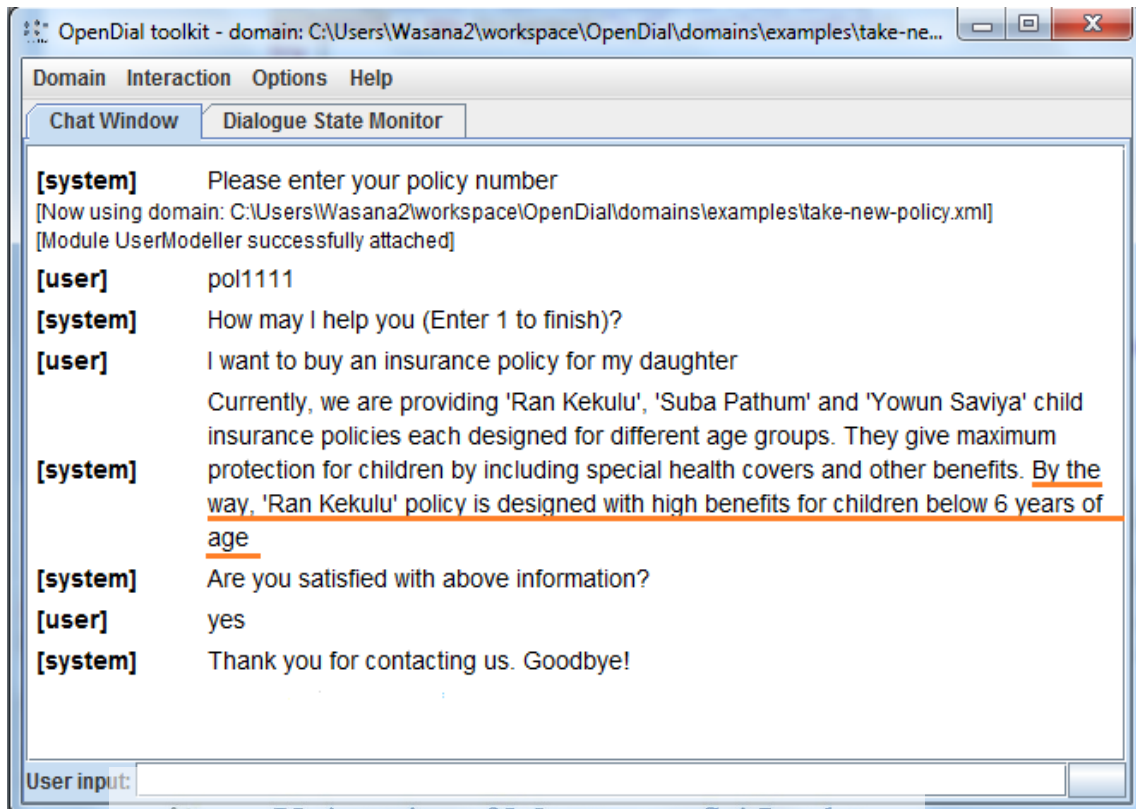 OpenDial toolkit - domain: C:\Users\Wasana2\workspace\OpenDial\domains\examples\take-ne...
Domain Interaction Options Help
Chat Window Dialogue State Monitor
[system] Please enter your policy number
[Now using domain: C:\Users\Wasana2\workspace\OpenDial\domains\examples\take-new-policy.xml]
[Module UserModeller successfully attached]
[user] pol1111
[system] How may I help you (Enter 1 to finish)?
[user] I want to buy an insurance policy for my daughter
Currently, we are providing 'Ran Kekulu', 'Suba Pathum' and 'Yowun Saviya' child
insurance policies each designed for different age groups. They give maximum
[system] protection for children by including special health covers and other benefits. By the
way, 'Ran Kekulu' policy is designed with high benefits for children below 6 years of
age
[system] Are you satisfied with above information?
[user] yes
[system] Thank you for contacting us. Goodbye!
User input: